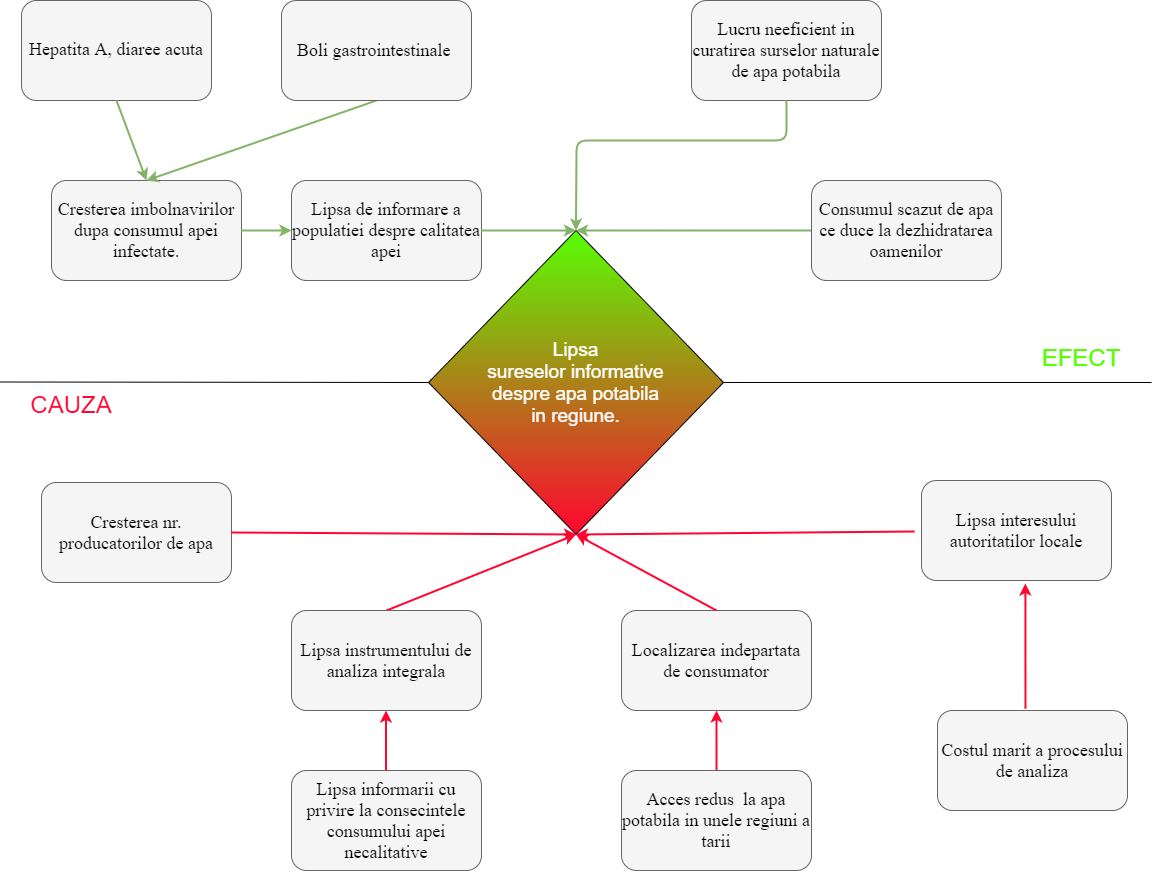 Hepatita A, diaree acuta
Boli gastrointestinale
Lucru neeficient in
curatirea surselor naturale
de apa potabila
Cresterea imbolnavirilor
dupa consumul apei
infectate.
Lipsa de informare a
populatiei despre calitatea
apei
Consumul scazut de apa
ce duce la dezhidratarea
oamenilor
Lipsa
sureselor informative
despre apa potabila
in regiune.
EFECT
CAUZA
Cresterea nr.
producatorilor de apa
Lipsa interesului
autoritatilor locale
Lipsa instrumentului de
analiza integrala
Localizarea indepartata
de consumator
Costul marit a procesului
de analiza
Lipsa informarii cu
privire la consecintele
consumului apei
necalitative
Acces redus  la apa
potabila in unele regiuni a
tarii